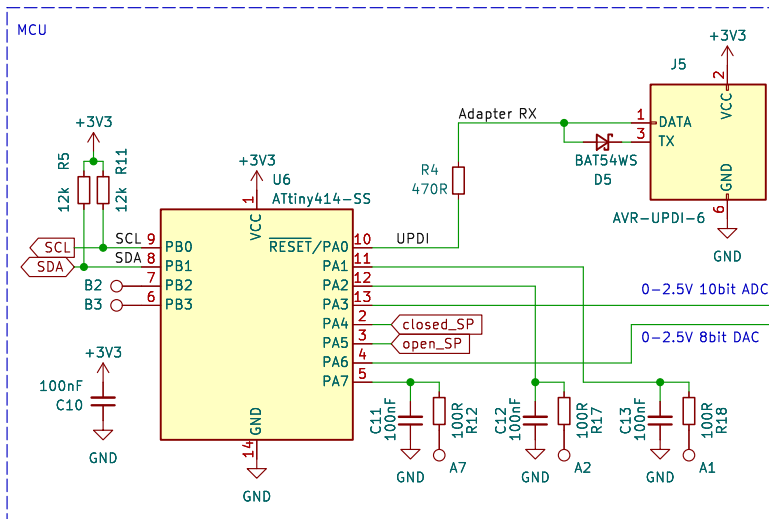 MCU
+3V3
J5
2
VCC
Adapter RX
1
DATA
3
TX
BAT54WS
D5
GND
6
AVR-UPDI-6
GND
+3V3
R5
12k
R11
12k
+3V3
U6
ATtiny414-SS
1
VCC
R4
470R
SCL
SCL
9
PB0
RESET/PA0
10
UPDI
SDA
SDA
8
PB1
PA1
11
B2
7
PB2
PA2
12
0-2.5V 10bit ADC
B3
6
PB3
PA3
13
PA4
2
closed_SP
0-2.5V 8bit DAC
PA5
3
open_SP
PA6
4
PA7
5
+3V3
100nF
C10
GND
GND
14
GND
C11
100nF
100R
R12
GND
A7
C12
100nF
100R
R17
GND
A2
C13
100nF
100R
R18
GND
A1